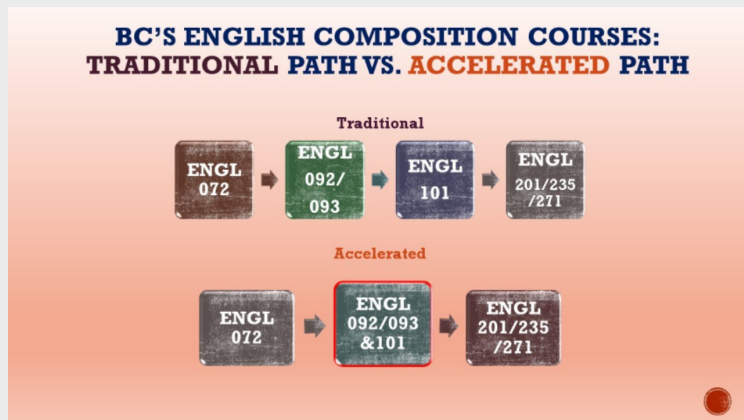 BC'S ENGLISH COMPOSITION COURSES:
TRADITIONAL PATH VS. ACCELERATED PATH
Traditional
ENGL
072
ENGL
092/
093
ENGL
101
ENGL
201/235
/271
Accelerated
ENGL
072
ENGL
092/093
&101
ENGL
201/235
/271